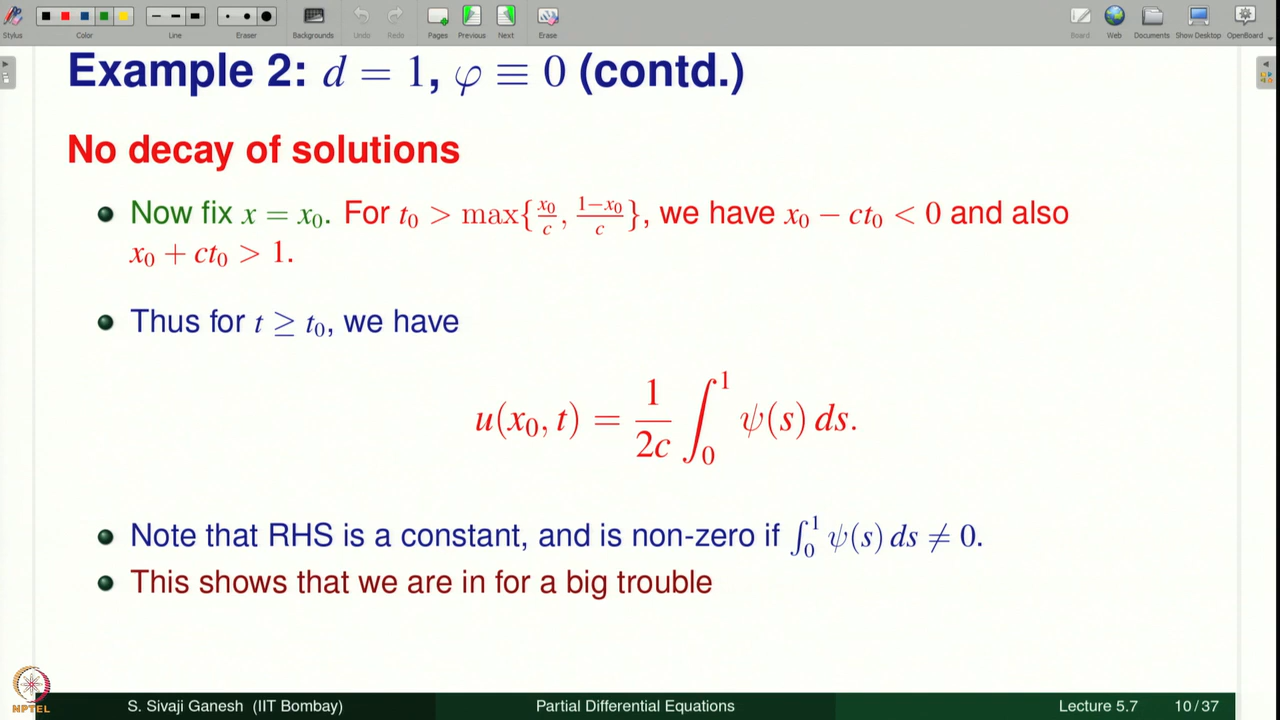 Stylus Color Line Eraser Backgrounds Undo Redo Pages Previous Next Erase Board Web Documents Show Desktop OpenBoard
Example 2: d = 1, φ ≡ 0 (contd.)
No decay of solutions
Now fix x = x₀. For t₀ > max{x₀/c, (1−x₀)/c}, we have x₀ − ct₀ < 0 and also
x₀ + ct₀ > 1.
Thus for t ≥ t₀, we have
u(x₀, t) = 1/2c ∫₀¹ ψ(s) ds.
Note that RHS is a constant, and is non-zero if ∫₀¹ ψ(s) ds ≠ 0.
This shows that we are in for a big trouble
NPTEL
S. Sivaji Ganesh (IIT Bombay) Partial Differential Equations Lecture 5.7 10/37